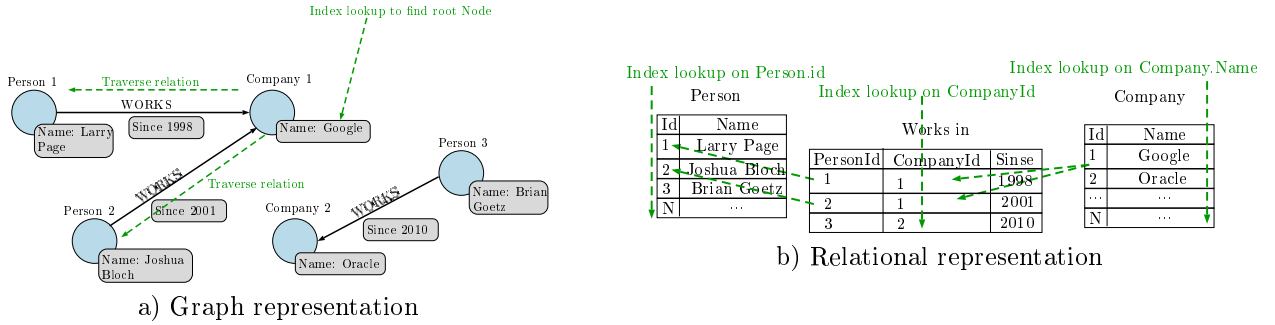 Index lookup to find root Node
Person 1
Traverse relation
Company 1
WORKS
Since 1998
Name: Larry
Page
Name: Google
Person 3
WORKS
Traverse relation
Name: Brian
Goetz
Person 2
Since 2001
Company 2
WORKS
Since 2010
Name: Joshua
Bloch
Name: Oracle
a) Graph representation
Index lookup on Person.id
Index lookup on CompanyId
Index lookup on Company.Name
Person
Id Name
1 Larry Page
2 Joshua Bloch
3 Brian Goetz
N ...
Works in
PersonId CompanyId Sinse
1 1 1998
2 1 2001
3 2 2010
Company
Id Name
1 Google
2 Oracle
... ...
N ...
b) Relational representation